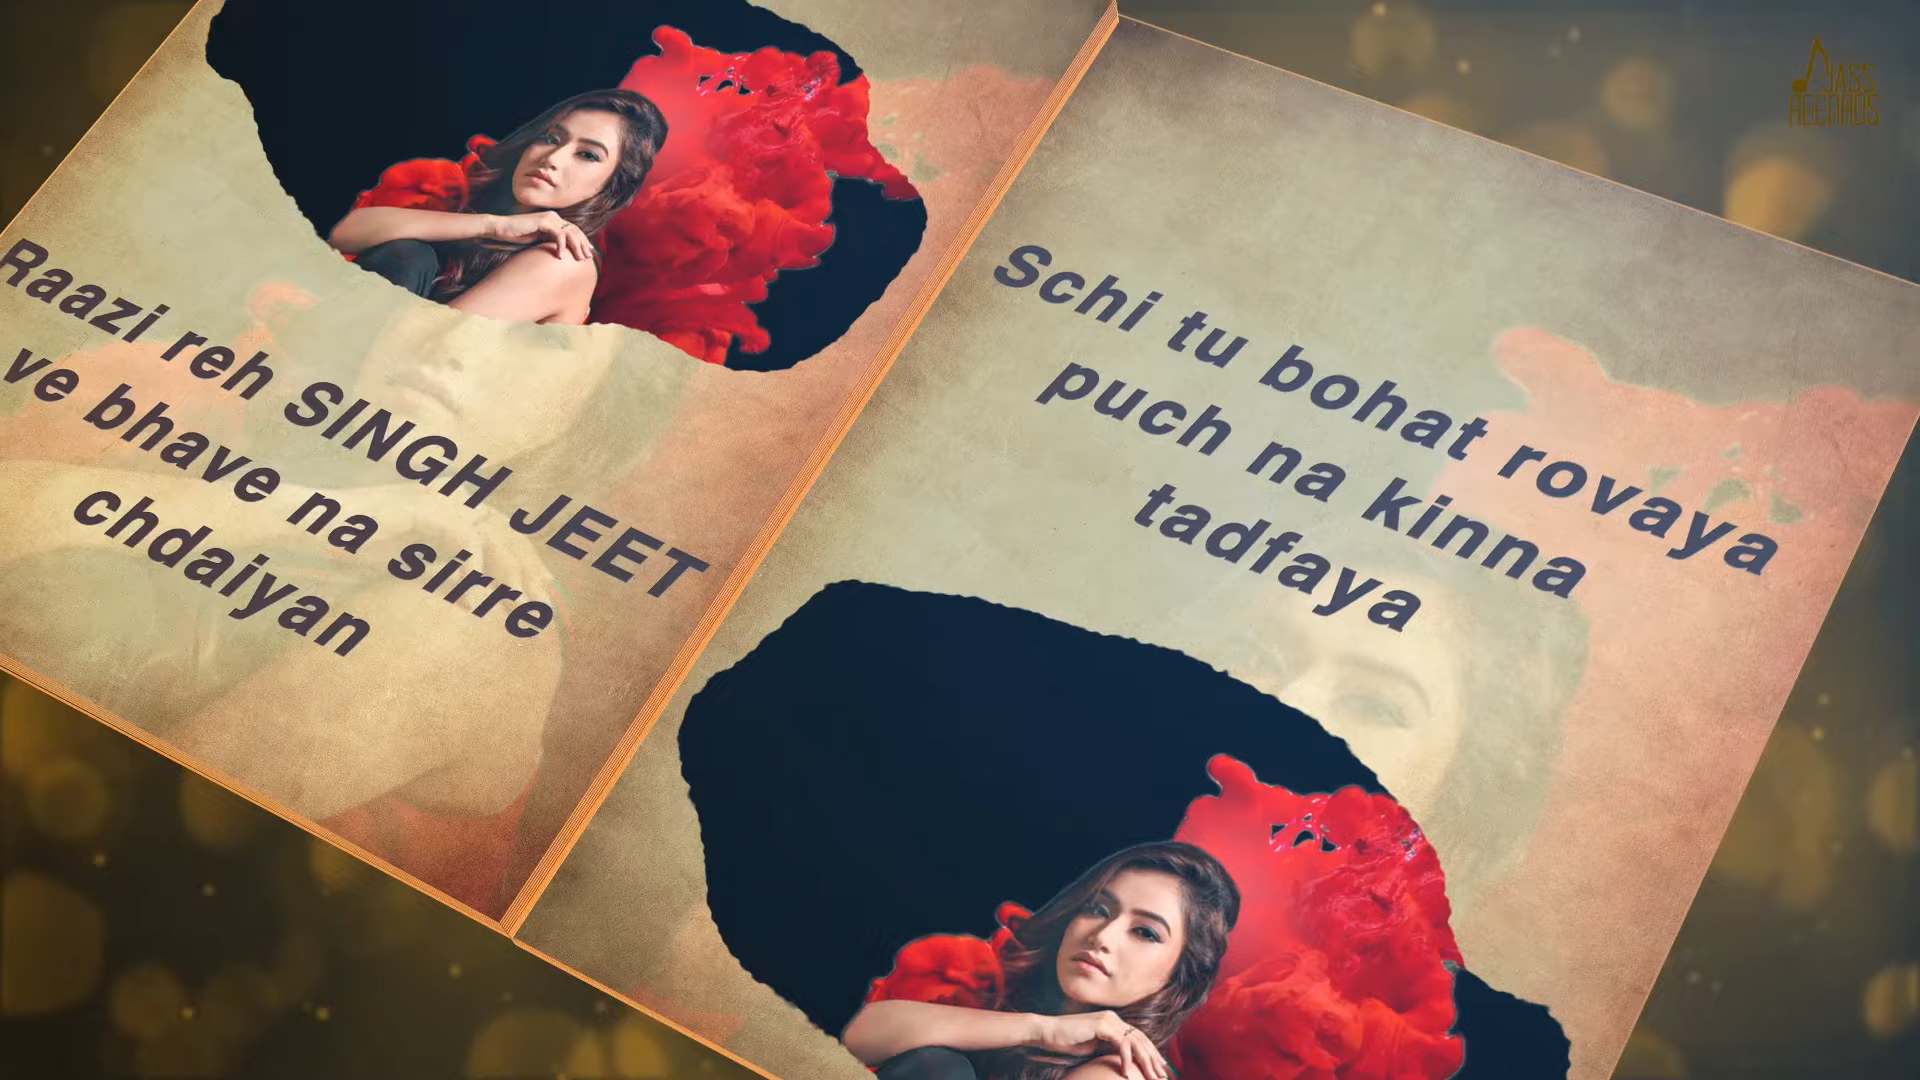 Raazi reh SINGH JEET
ve bhave na sirre
chdaiyan
Schi tu bohat rovaya
puch na kinna
tadfaya
JASS
RECORDS